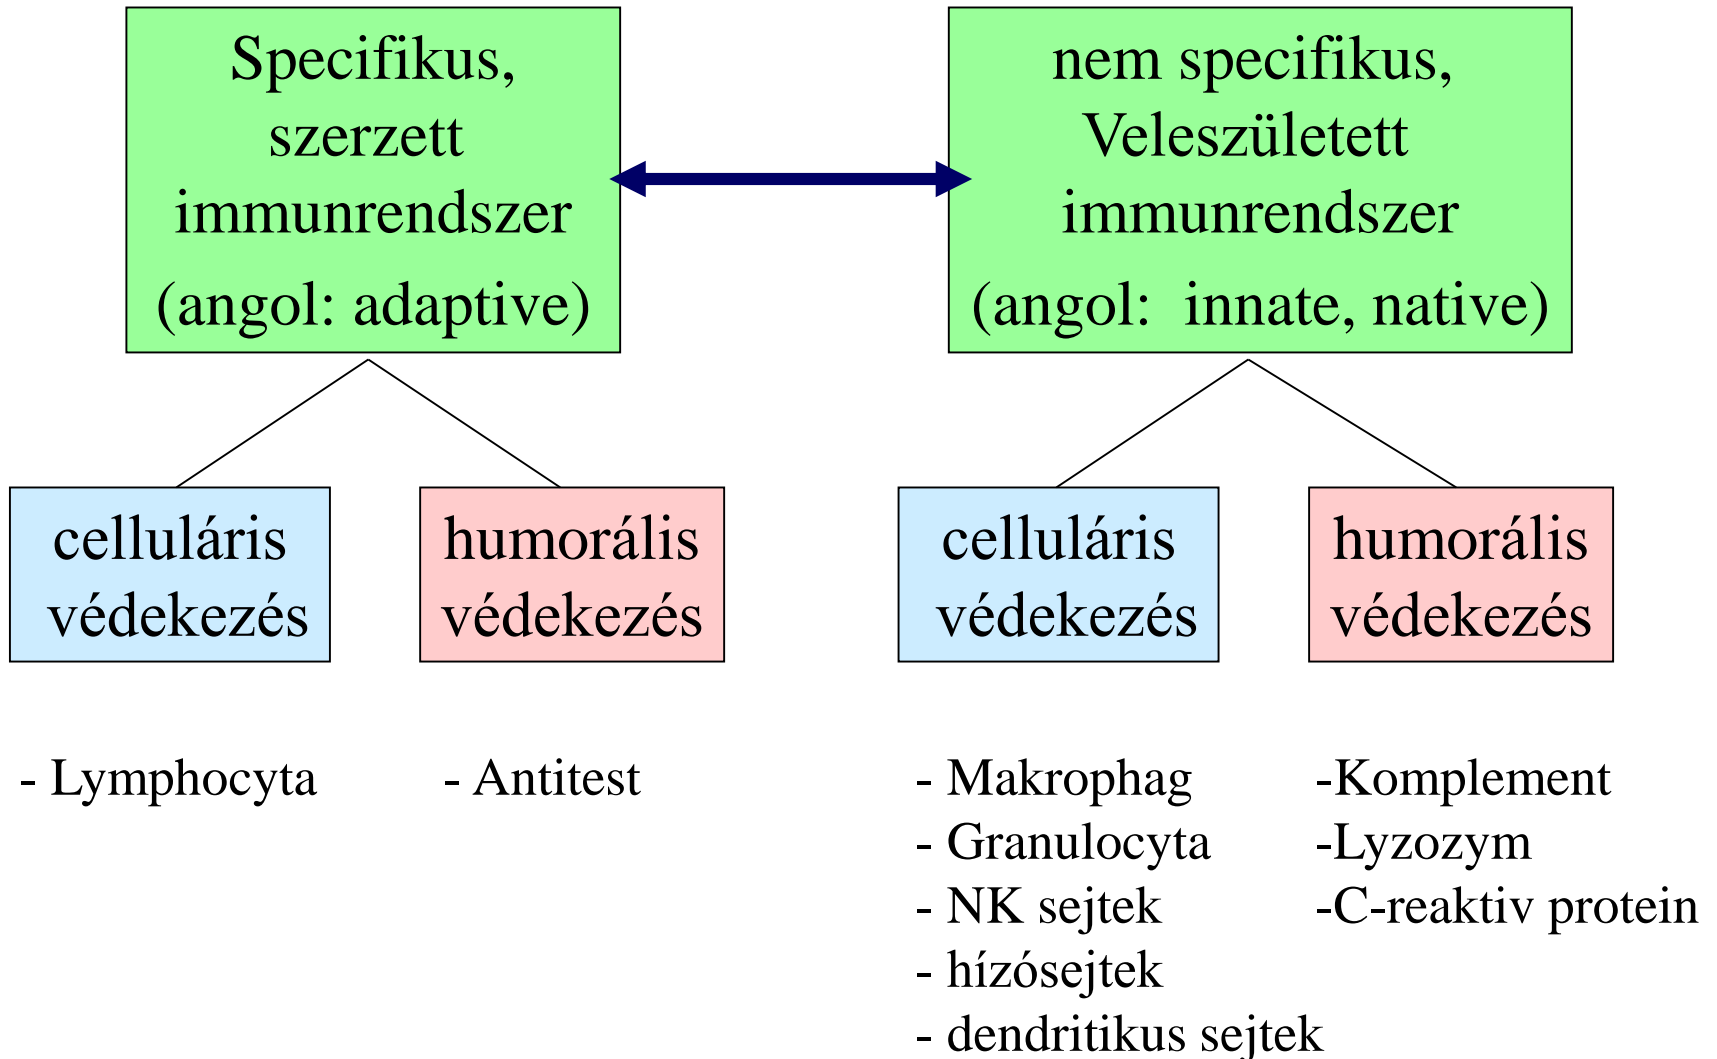 Specifikus,
szerzett
immunrendszer
(angol: adaptive)
nem specifikus,
Veleszületett
immunrendszer
(angol: innate, native)
celluláris
védekezés
humorális
védekezés
celluláris
védekezés
humorális
védekezés
- Lymphocyta
- Antitest
- Makrophag
- Granulocyta
- NK sejtek
- hízósejtek
- dendritikus sejtek
-Komplement
-Lyzozym
-C-reaktiv protein